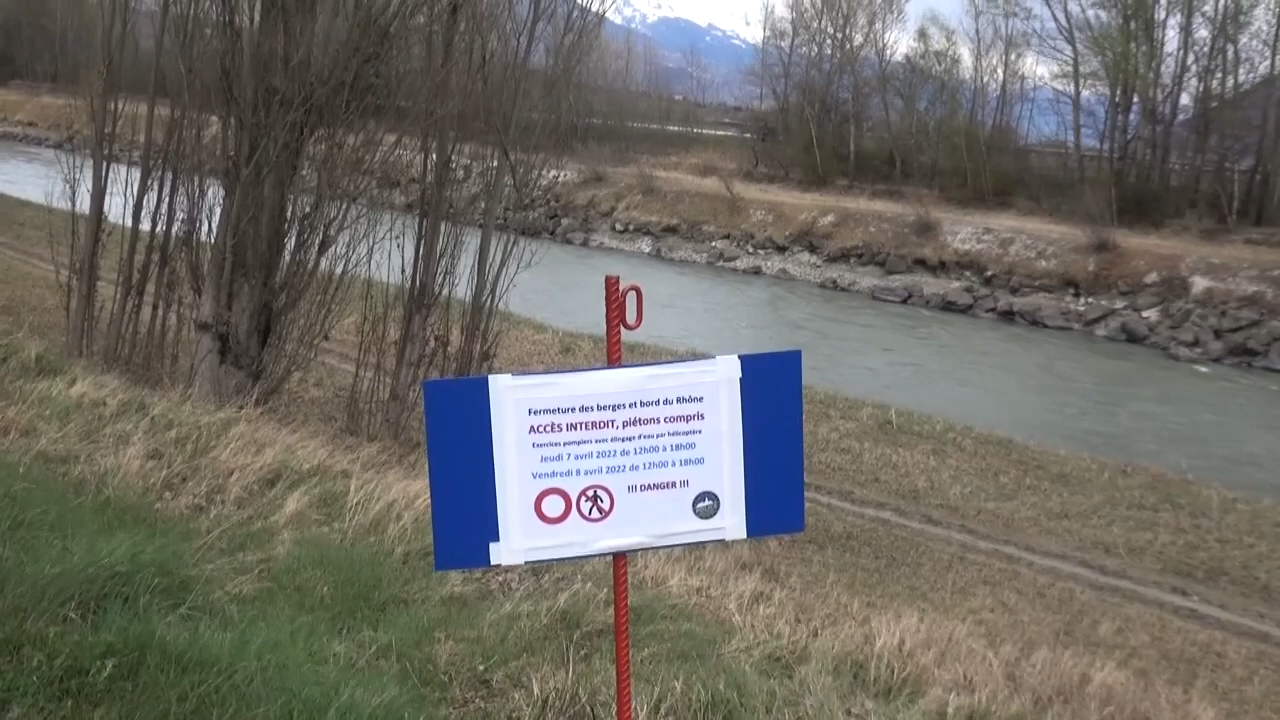 Fermeture des berges et bord du Rhône
ACCÈS INTERDIT, piétons compris
Exercices pompiers avec élingage d'eau par hélicoptère
Jeudi 7 avril 2022 de 12h00 à 18h00
Vendredi 8 avril 2022 de 12h00 à 18h00
!!! DANGER !!!